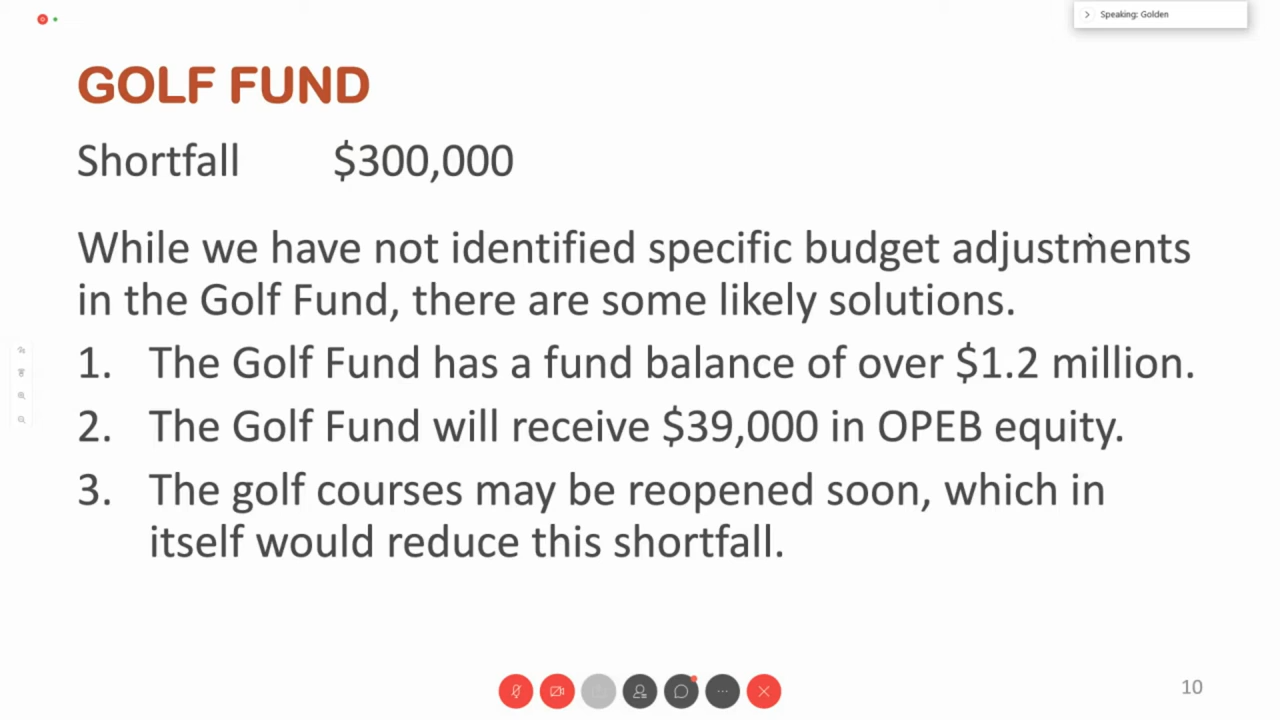 Speaking: Golden
GOLF FUND
Shortfall $300,000
While we have not identified specific budget adjustments
in the Golf Fund, there are some likely solutions.
1. The Golf Fund has a fund balance of over $1.2 million.
2. The Golf Fund will receive $39,000 in OPEB equity.
3. The golf courses may be reopened soon, which in
itself would reduce this shortfall.
10